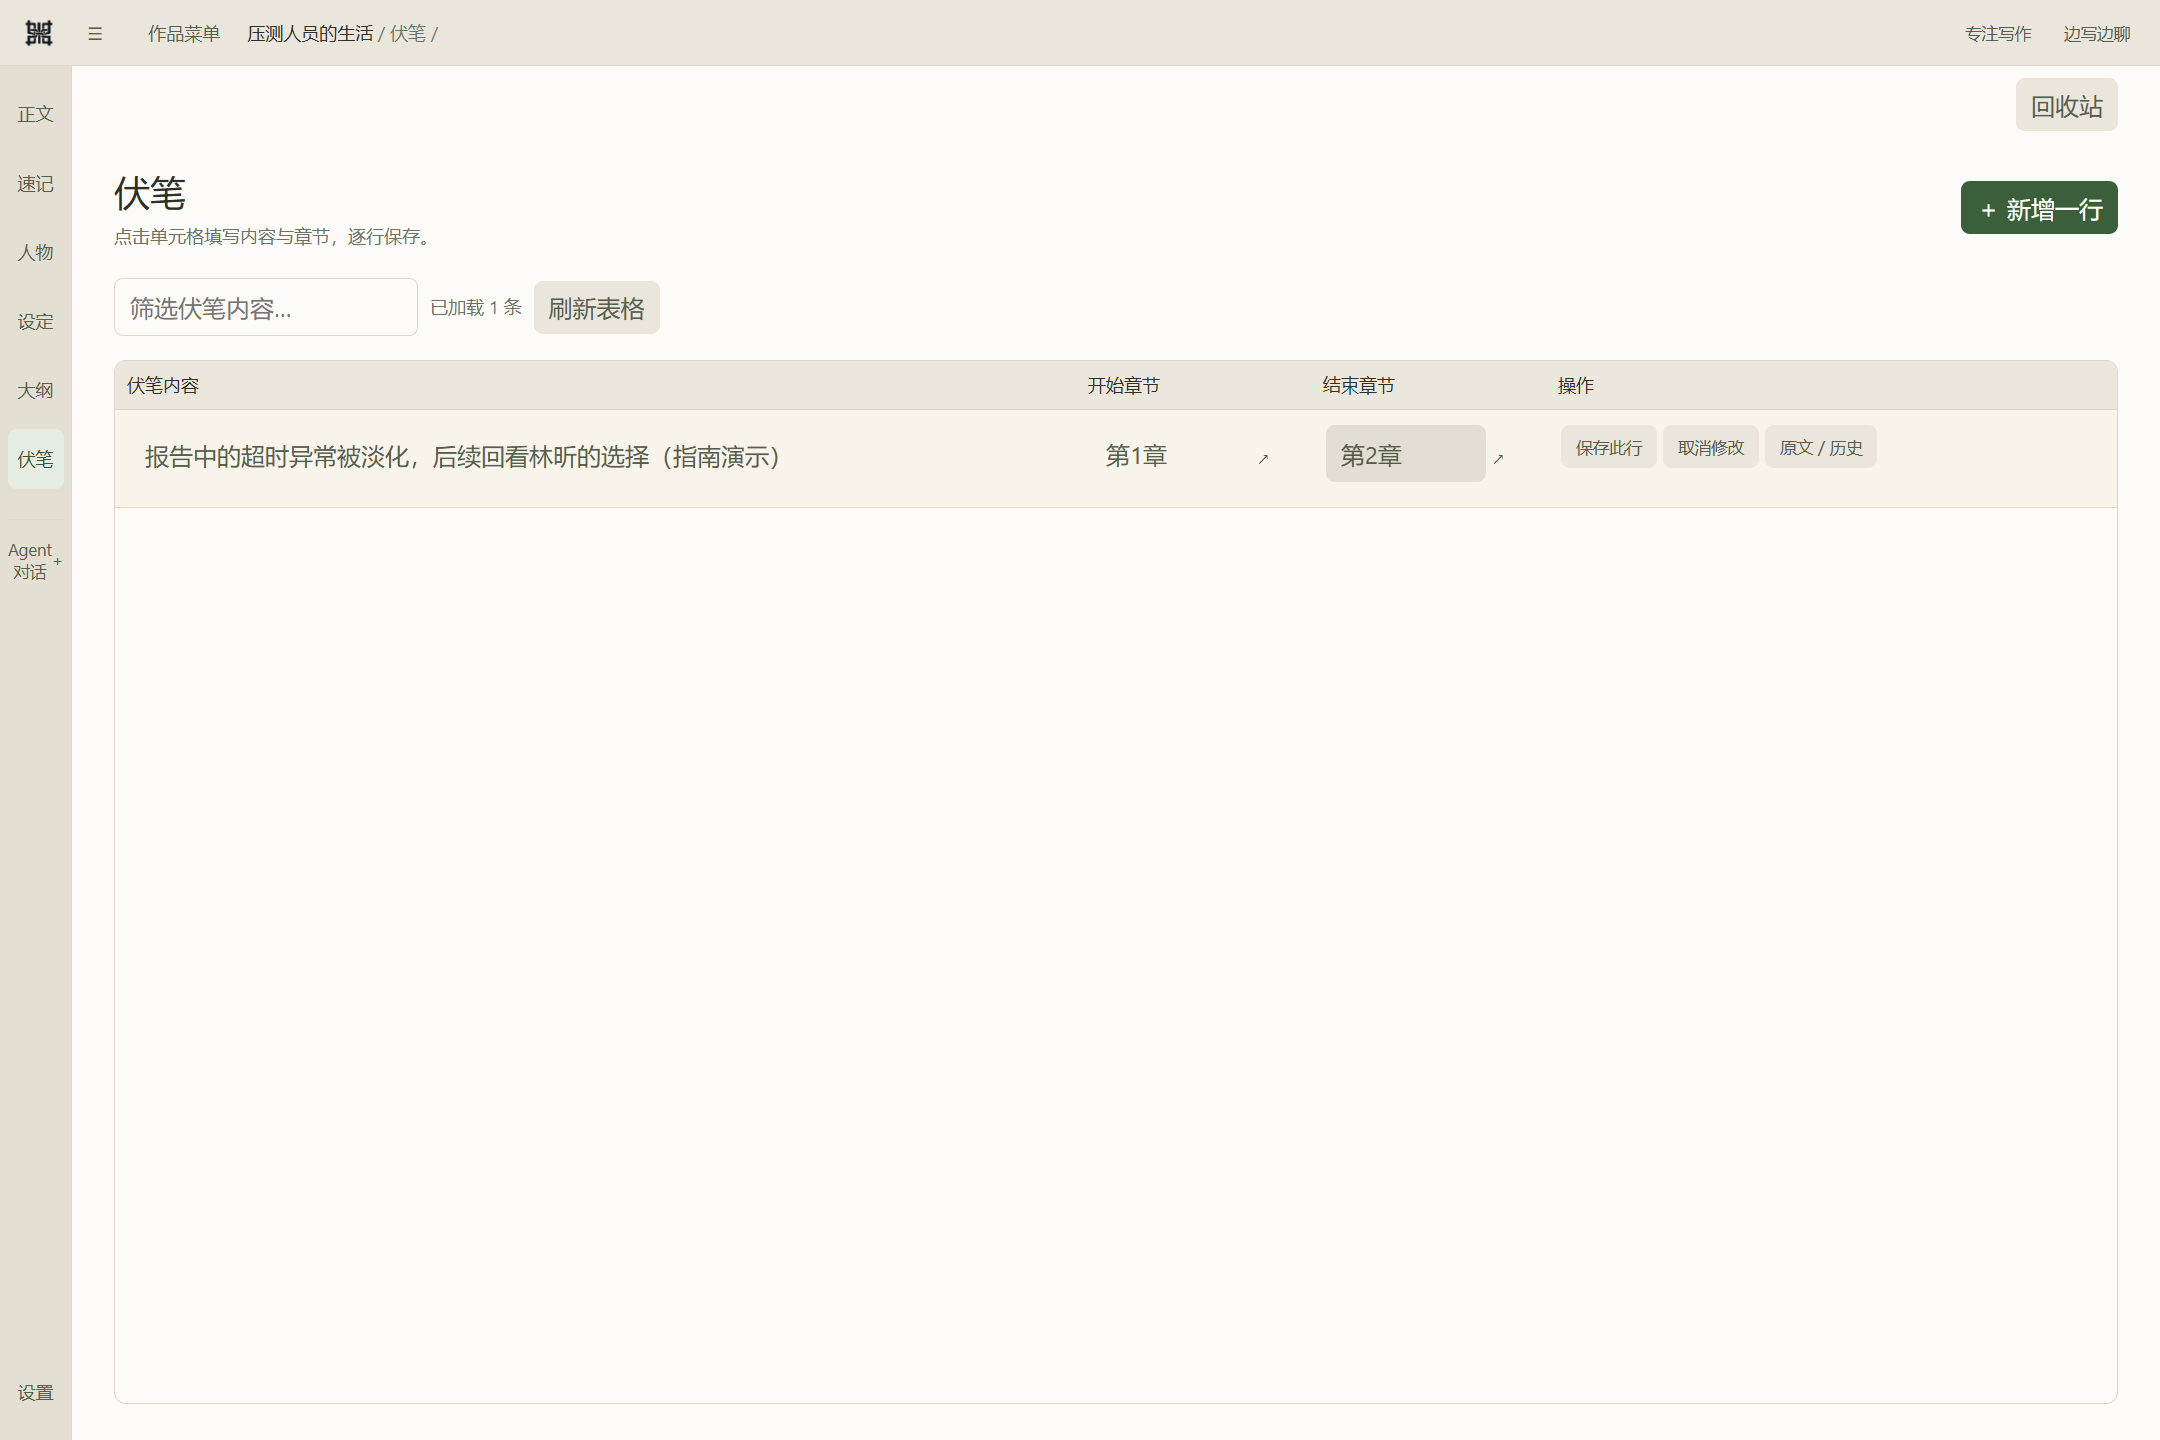 作品菜单 压测人员的生活 / 伏笔 / 专注写作 边写边聊
正文
速记
人物
设定
大纲
伏笔
Agent
对话 +
设置
回收站
伏笔
点击单元格填写内容与章节，逐行保存。
+ 新增一行
筛选伏笔内容... 已加载 1 条 刷新表格
伏笔内容 开始章节 结束章节 操作
报告中的超时异常被淡化，后续回看林昕的选择（指南演示） 第1章 ↗ 第2章 ↗ 保存此行 取消修改 原文 / 历史